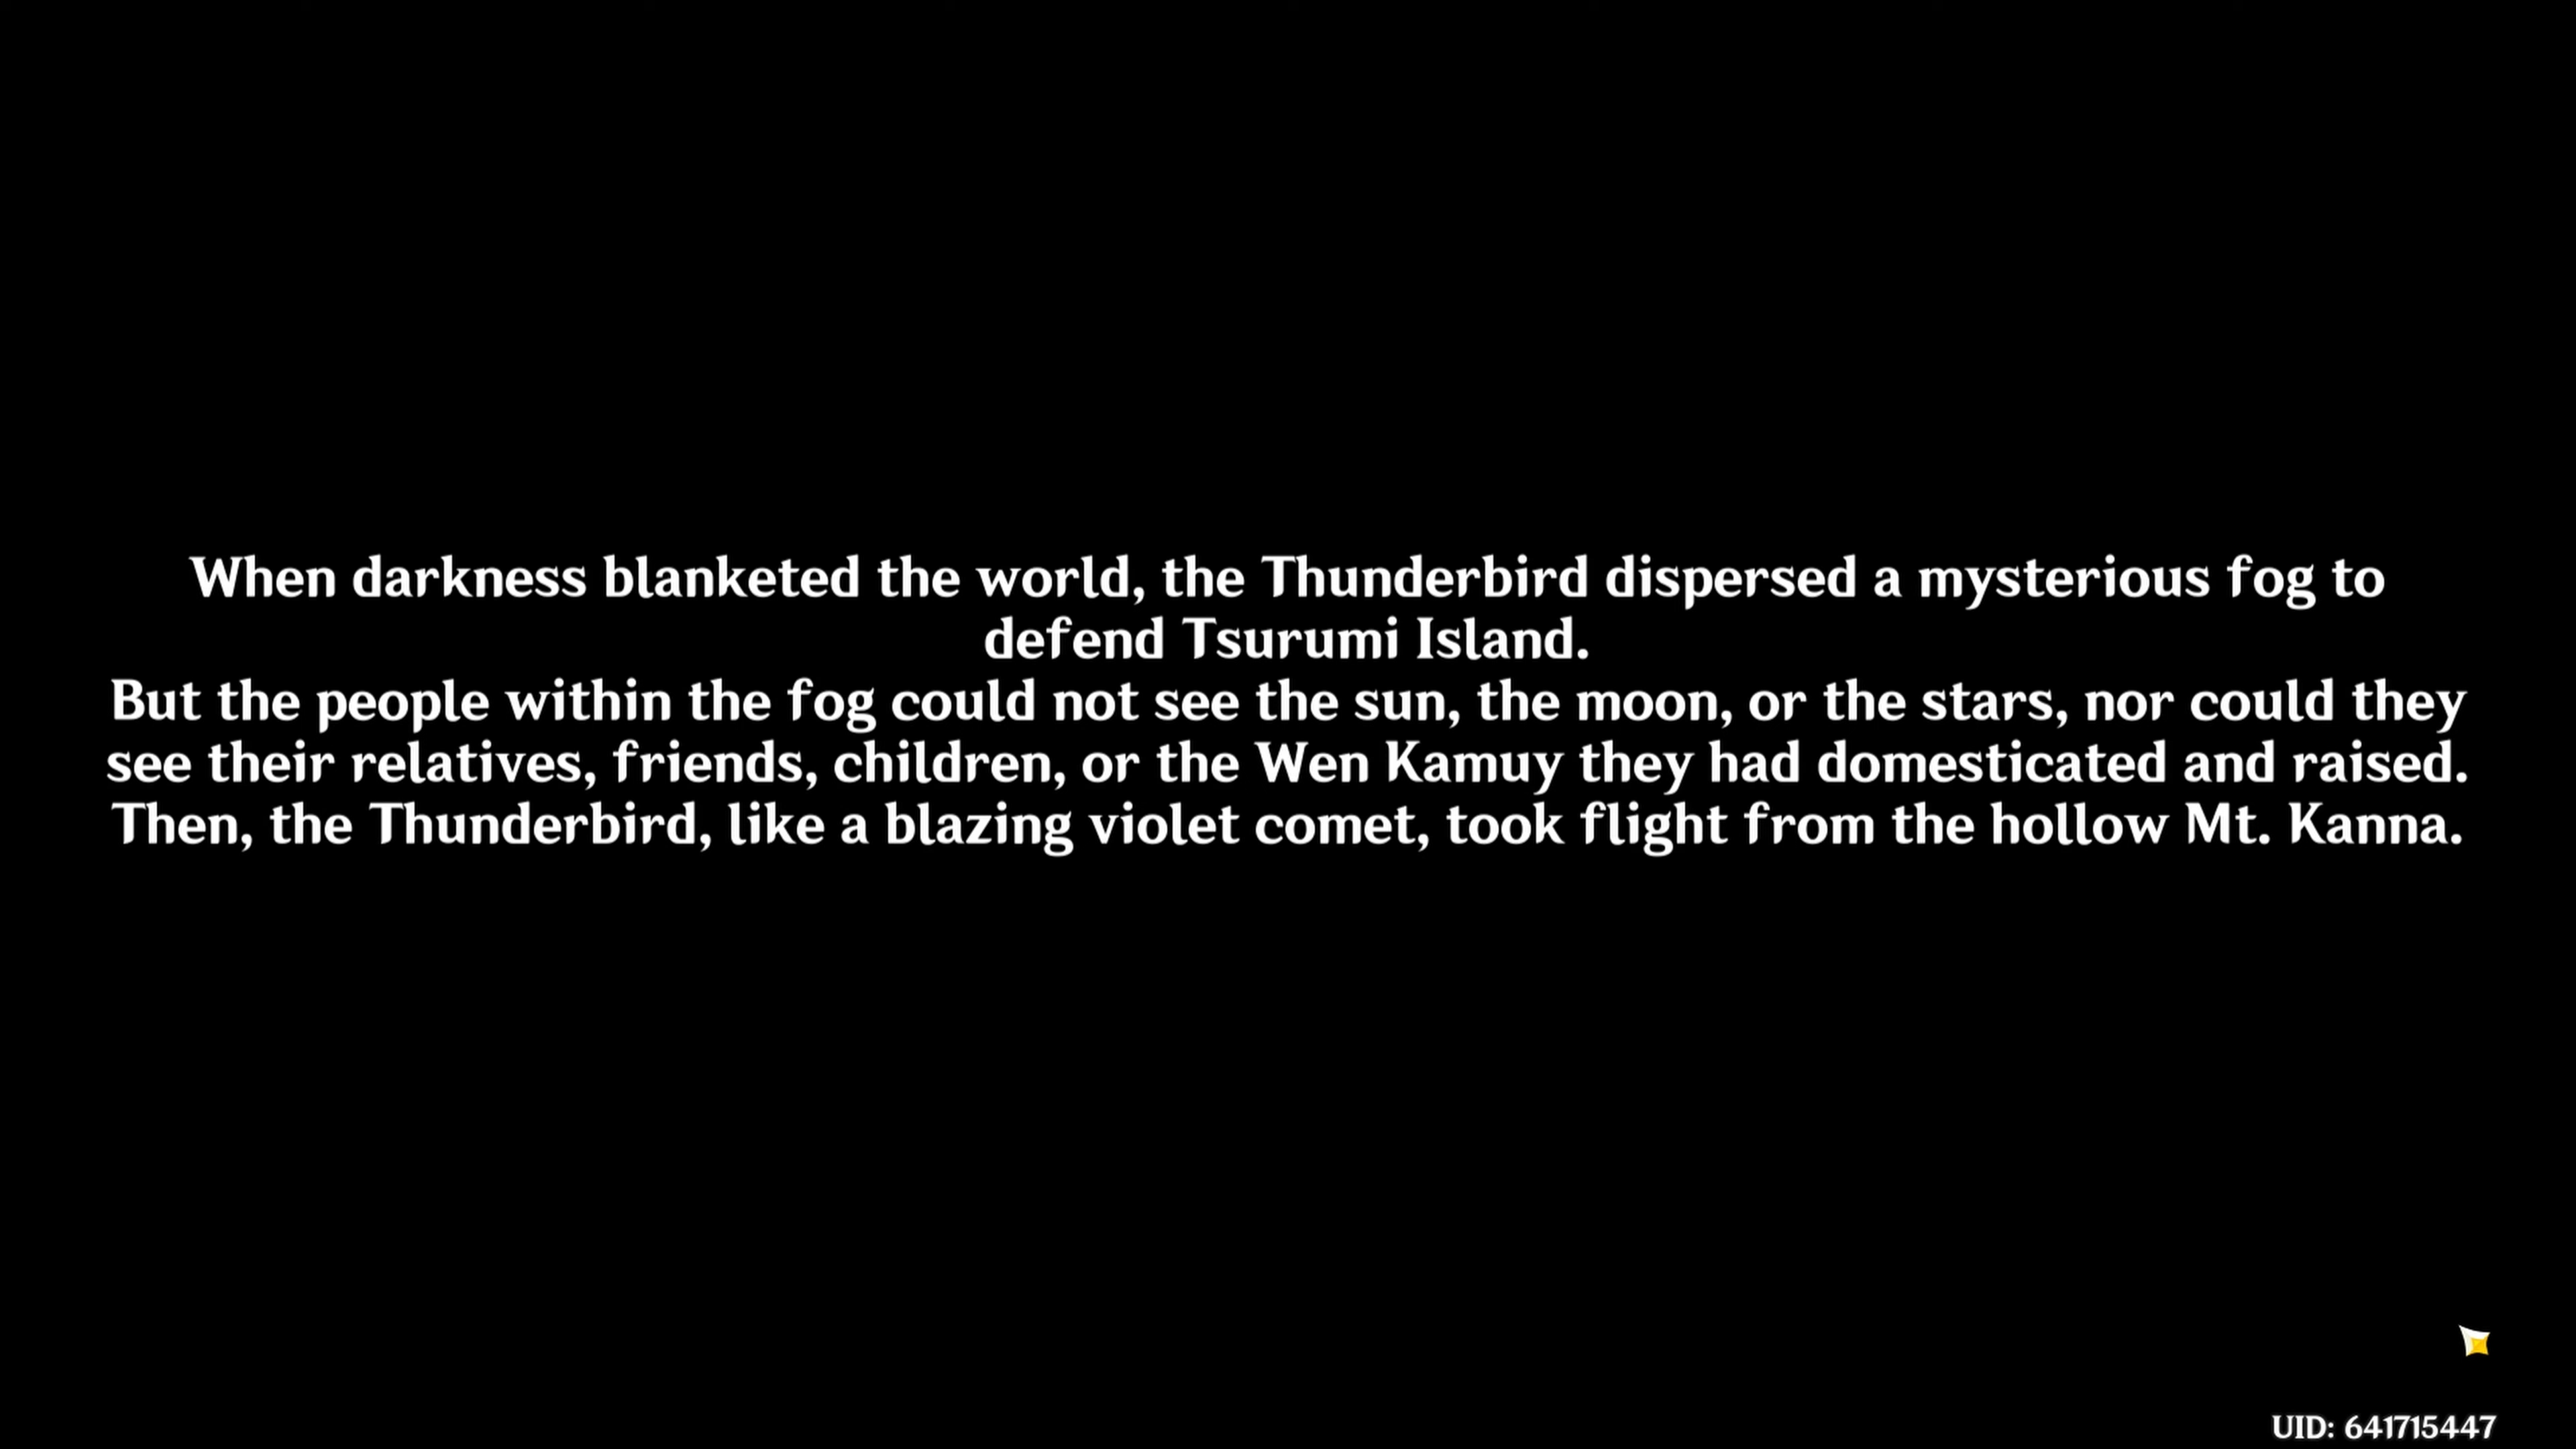 When darkness blanketed the world, the Thunderbird dispersed a mysterious fog to
defend Tsurumi Island.
But the people within the fog could not see the sun, the moon, or the stars, nor could they
see their relatives, friends, children, or the Wen Kamuy they had domesticated and raised.
Then, the Thunderbird, like a blazing violet comet, took flight from the hollow Mt. Kanna.
UID: 641715447